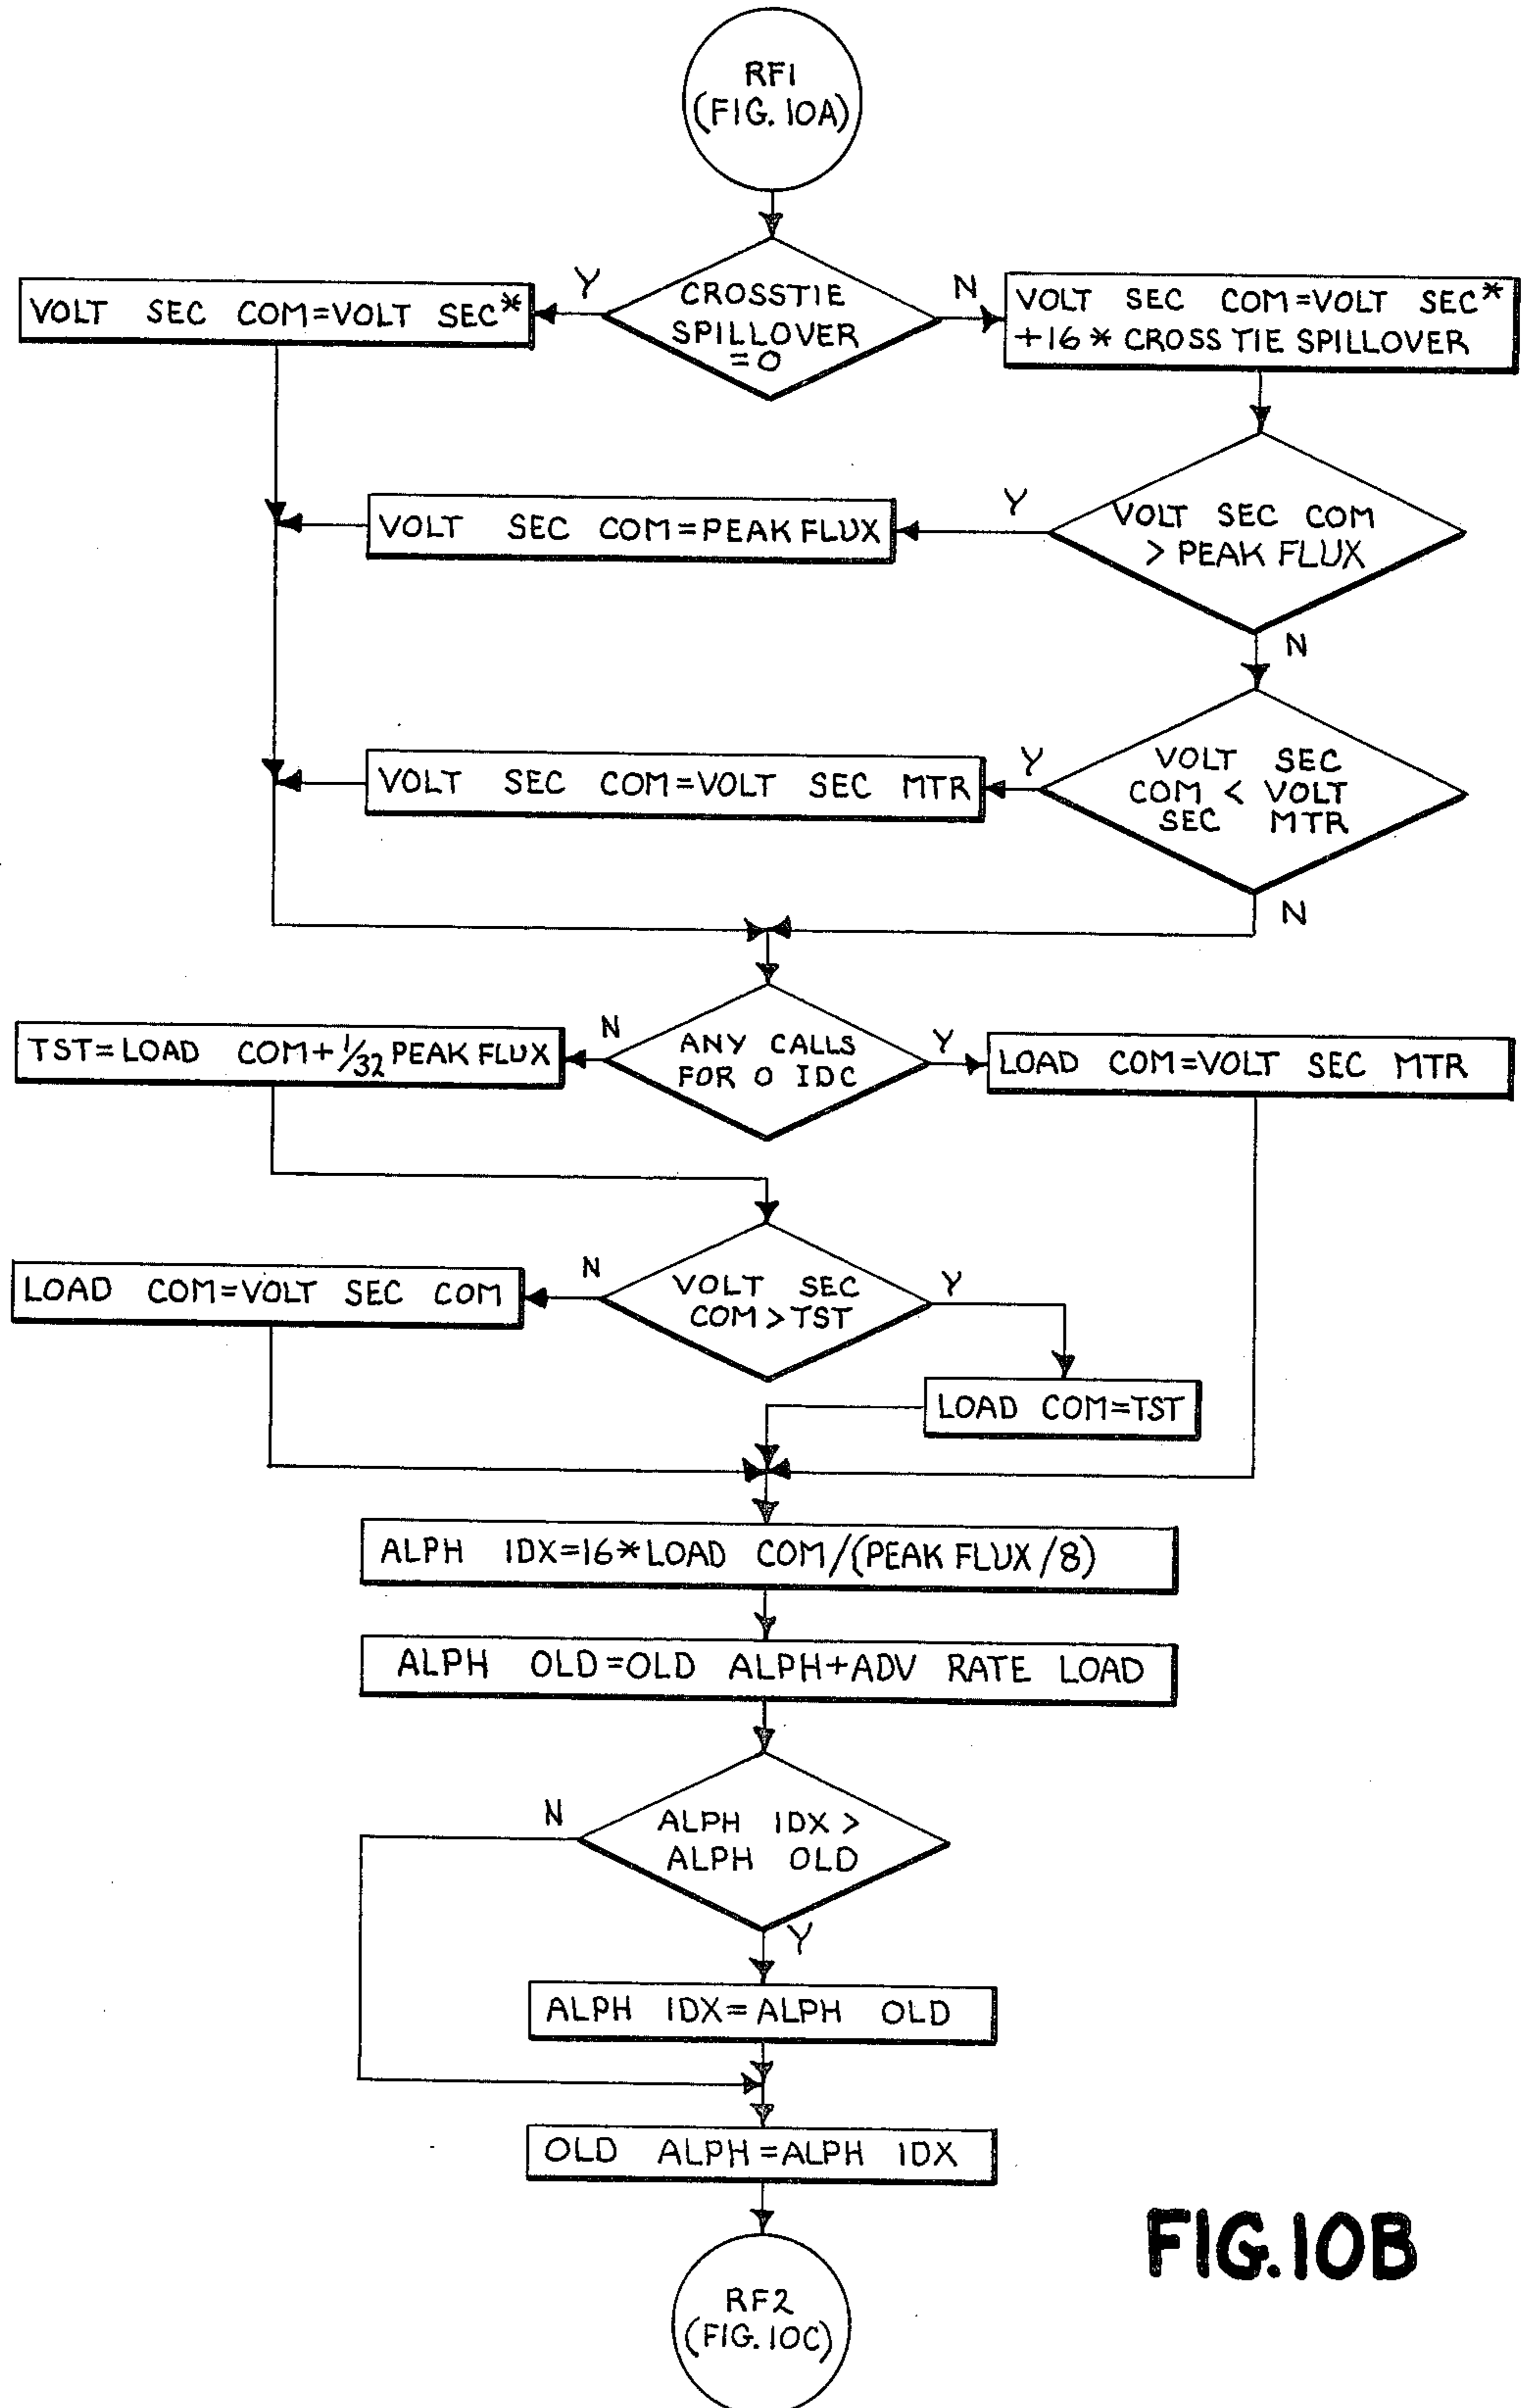 RF1
(FIG. 10A)
Y
CROSSTIE
SPILLOVER
=0
N
VOLT SEC COM=VOLT SEC*
VOLT SEC COM=VOLT SEC*
+16 * CROSS TIE SPILLOVER
VOLT SEC COM=PEAK FLUX
Y
VOLT SEC COM
> PEAK FLUX
N
VOLT SEC COM=VOLT SEC MTR
Y
VOLT SEC
COM < VOLT
SEC MTR
N
TST=LOAD COM+1/32 PEAK FLUX
N
ANY CALLS
FOR 0 IDC
Y
LOAD COM=VOLT SEC MTR
LOAD COM=VOLT SEC COM
N
VOLT SEC
COM > TST
Y
LOAD COM=TST
ALPH IDX=16*LOAD COM/(PEAK FLUX/8)
ALPH OLD=OLD ALPH+ADV RATE LOAD
N
ALPH IDX >
ALPH OLD
Y
ALPH IDX=ALPH OLD
OLD ALPH=ALPH IDX
RF2
(FIG. 10C)
FIG. 10B